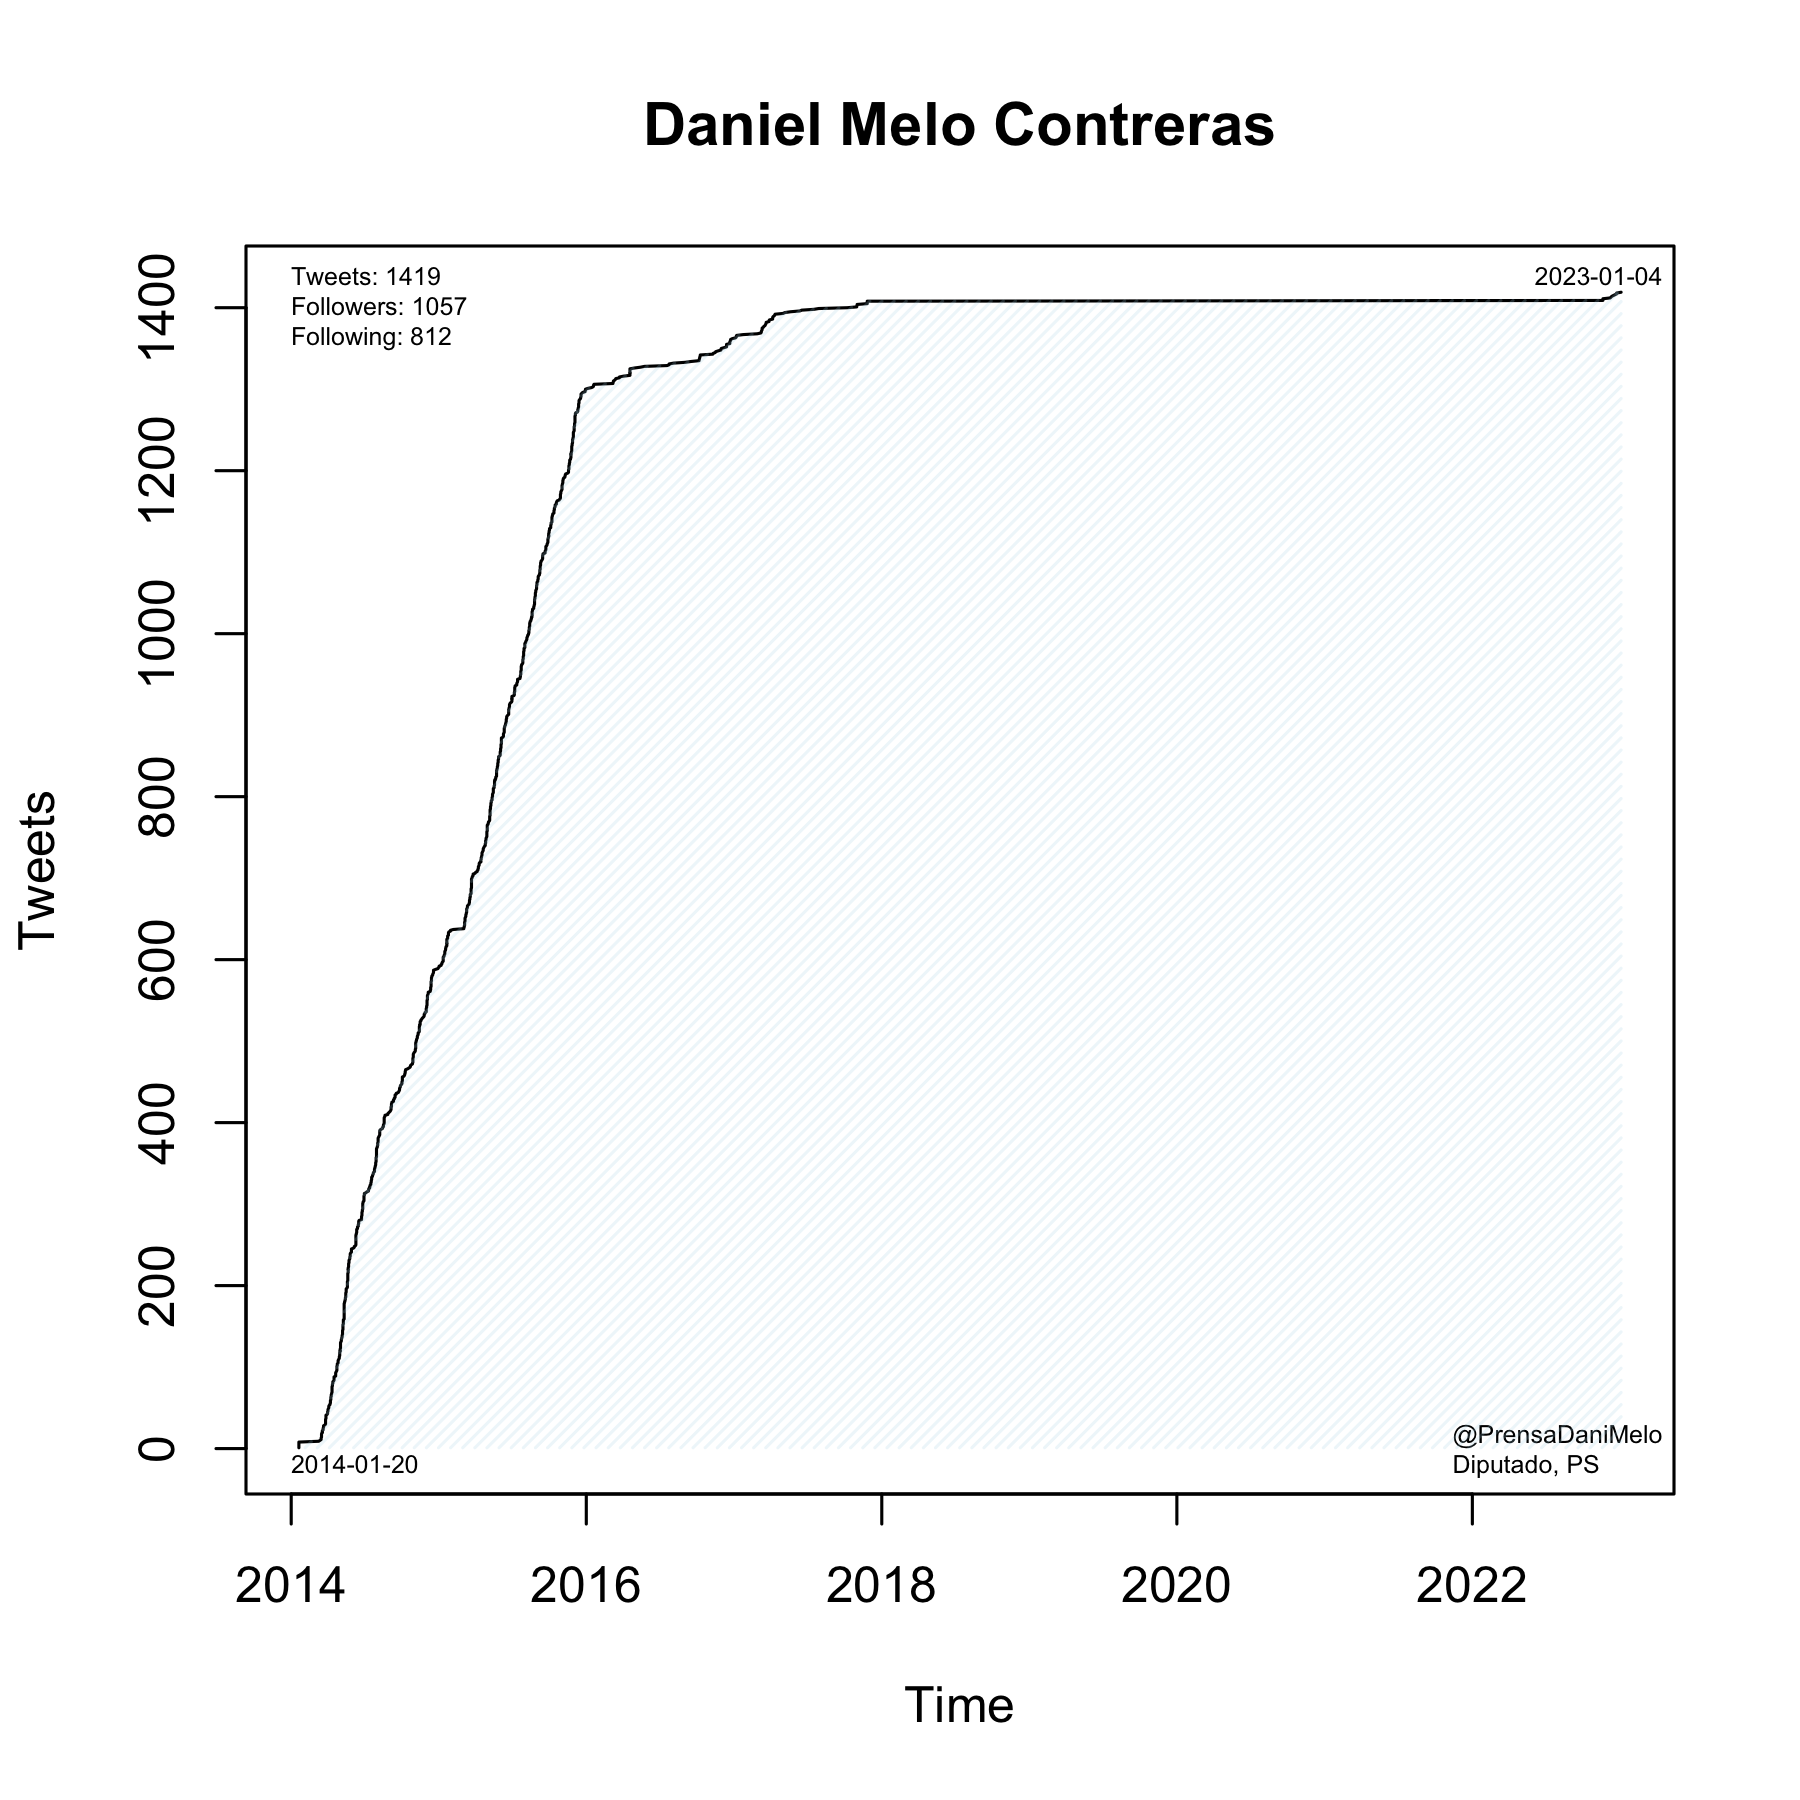 Daniel Melo Contreras
Tweets: 1419
Followers: 1057
Following: 812
2023-01-04
1400
1200
1000
800
600
400
200
0
Tweets
2014-01-20
@PrensaDaniMelo
Diputado, PS
2014 2016 2018 2020 2022
Time